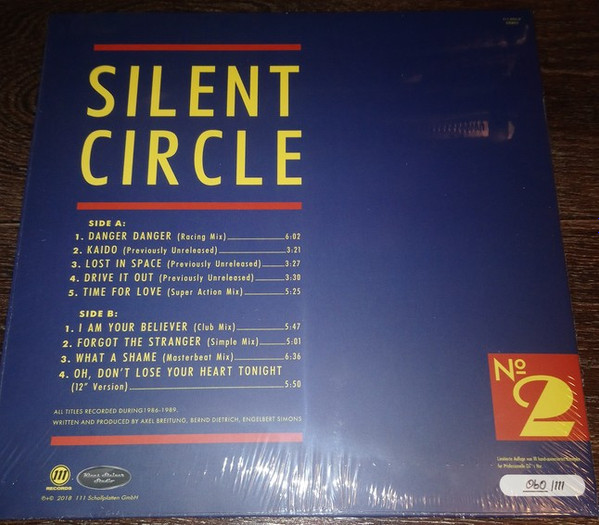 SILENT
CIRCLE
SIDE A:
1. DANGER DANGER (Racing Mix) 6:02
2. KAIDO (Previously Unreleased) 3:21
3. LOST IN SPACE (Previously Unreleased) 3:27
4. DRIVE IT OUT (Previously Unreleased) 3:30
5. TIME FOR LOVE (Super Action Mix) 5:25
SIDE B:
1. I AM YOUR BELIEVER (Club Mix) 5:47
2. FORGOT THE STRANGER (Simple Mix) 5:01
3. WHAT A SHAME (Masterbeat Mix) 6:36
4. OH, DON'T LOSE YOUR HEART TONIGHT
(12" Version) 5:50
ALL TITLES RECORDED DURING 1986-1989.
WRITTEN AND PRODUCED BY AXEL BREITUNG, BERND DIETRICH, ENGELBERT SIMONS
No
2
111
RECORDS
Studio
℗+© 2018 111 Schallplatten GmbH
060 /111